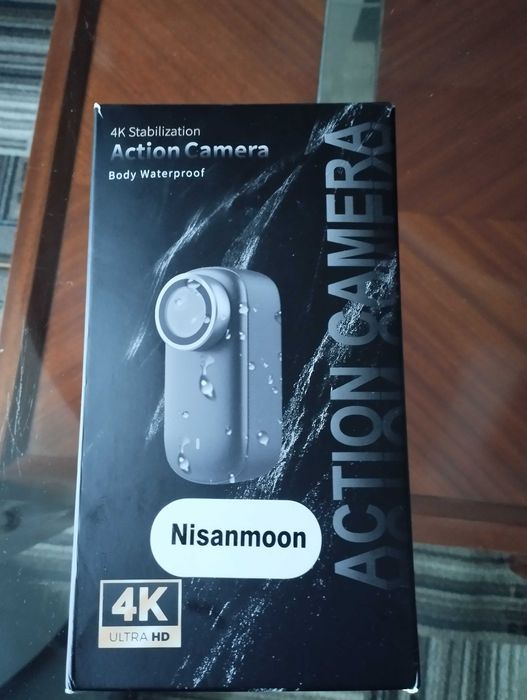 4K Stabilization
Action Camera
Body Waterproof
ACTION CAMERA
Nisanmoon
4K
ULTRA HD